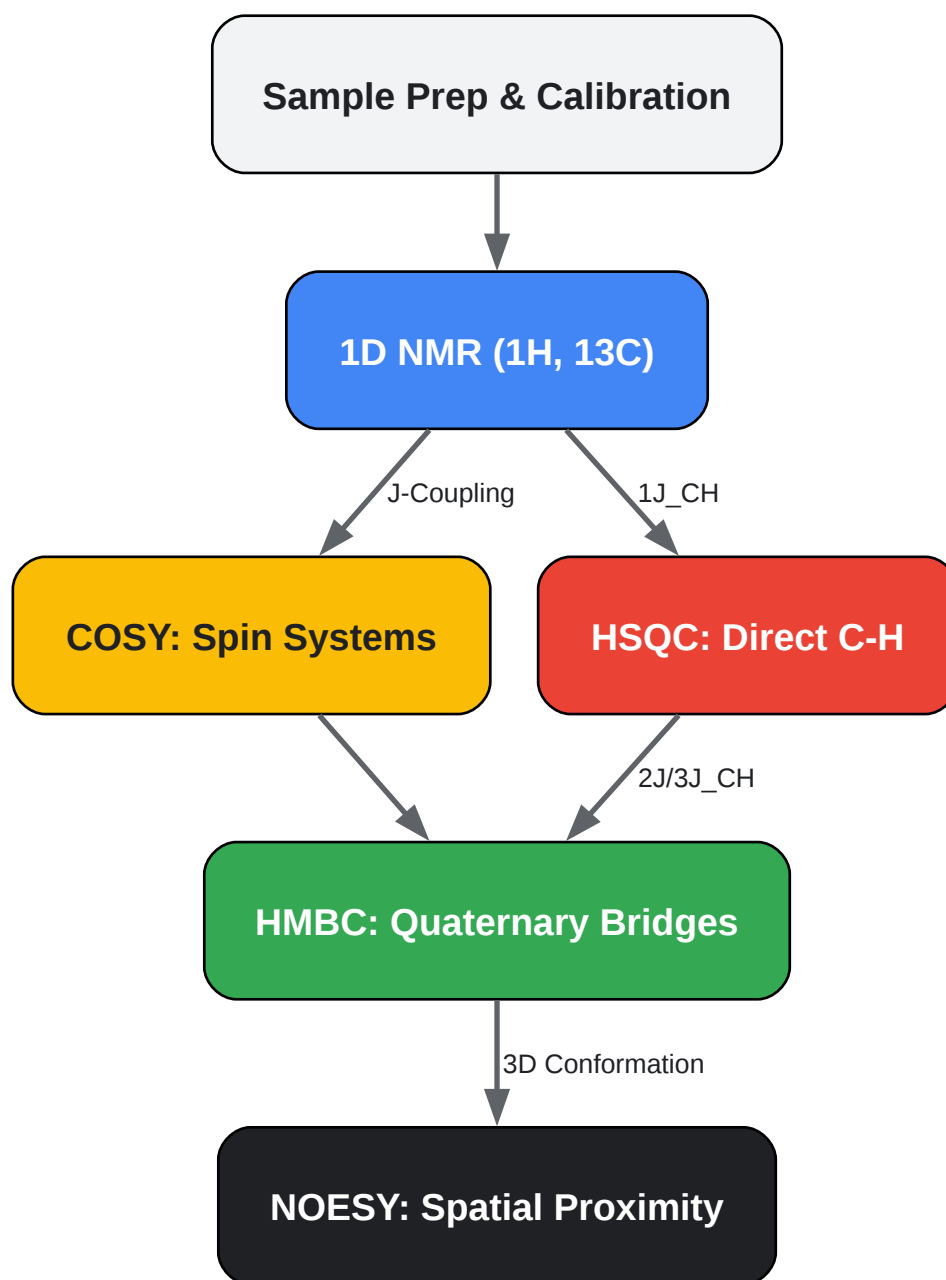 Sample Prep & Calibration
1D NMR (1H, 13C)
J-Coupling
1J_CH
COSY: Spin Systems
HSQC: Direct C-H
2J/3J_CH
HMBC: Quaternary Bridges
3D Conformation
NOESY: Spatial Proximity